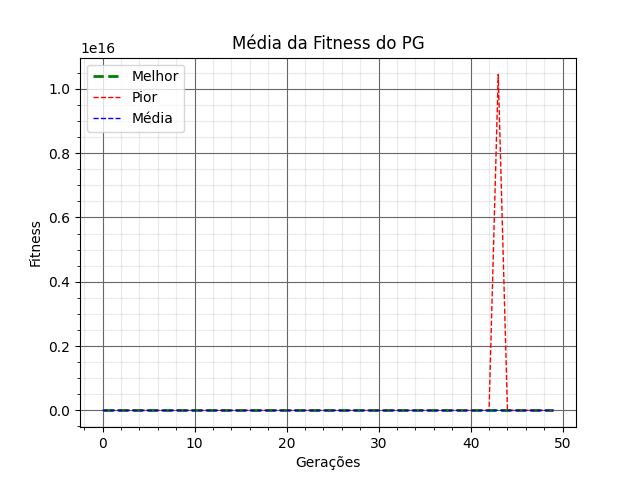 Média da Fitness do PG
1e16
Melhor
Pior
Média
1.0
0.8
0.6
0.4
0.2
0.0
Fitness
0 10 20 30 40 50
Gerações